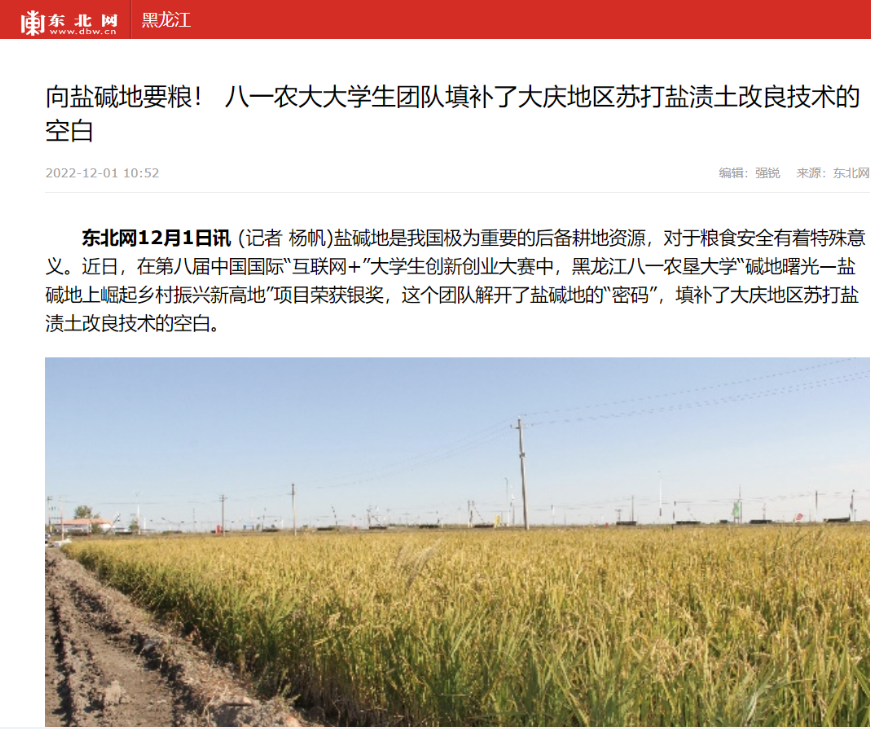 東东北网
www.dbw.cn
黑龙江
向盐碱地要粮！ 八一农大大学生团队填补了大庆地区苏打盐渍土改良技术的
空白
2022-12-01 10:52
编辑：强锐 来源：东北网
东北网12月1日讯 (记者 杨帆)盐碱地是我国极为重要的后备耕地资源，对于粮食安全有着特殊意
义。近日，在第八届中国国际“互联网+”大学生创新创业大赛中，黑龙江八一农垦大学“碱地曙光—盐
碱地上崛起乡村振兴新高地”项目荣获银奖，这个团队解开了盐碱地的“密码”，填补了大庆地区苏打盐
渍土改良技术的空白。